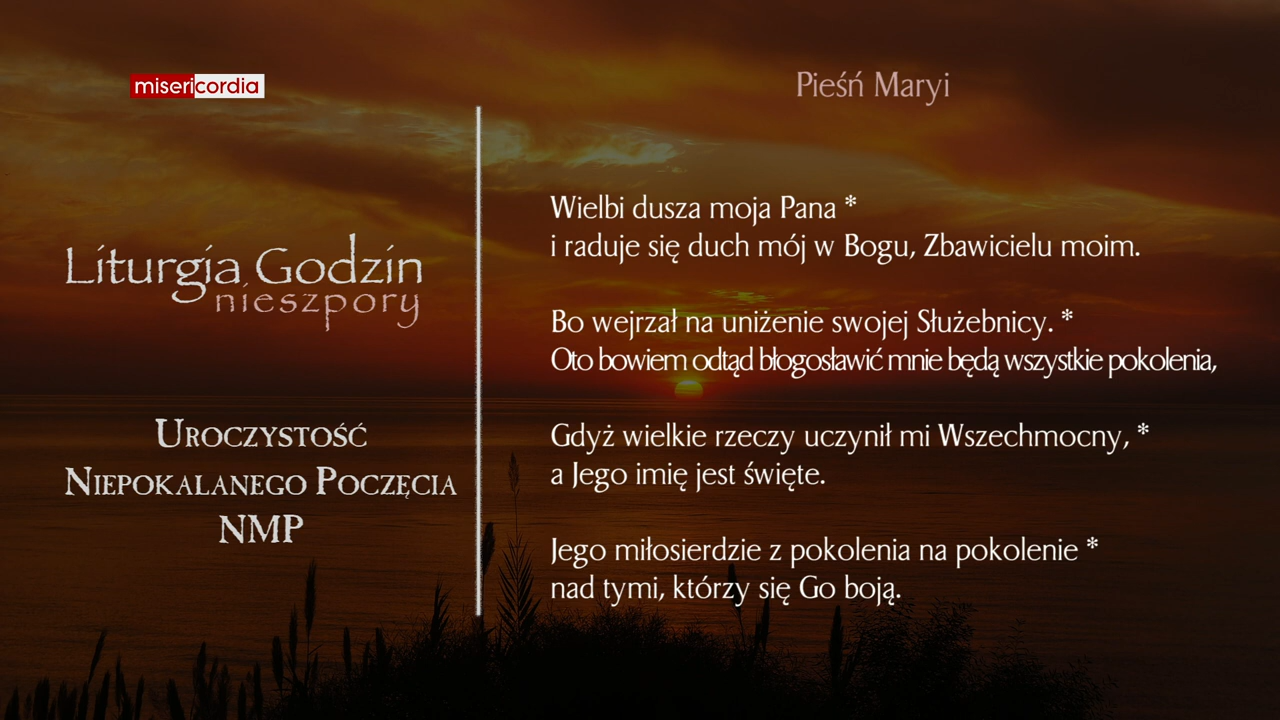 misericordia
Liturgia Godzin
nieszpory
Uroczystość
Niepokalanego Poczęcia
NMP
Pieśń Maryi
Wielbi dusza moja Pana *
i raduje się duch mój w Bogu, Zbawicielu moim.
Bo wejrzał na uniżenie swojej Służebnicy. *
Oto bowiem odtąd błogosławić mnie będą wszystkie pokolenia,
Gdyż wielkie rzeczy uczynił mi Wszechmocny, *
a Jego imię jest święte.
Jego miłosierdzie z pokolenia na pokolenie *
nad tymi, którzy się Go boją.